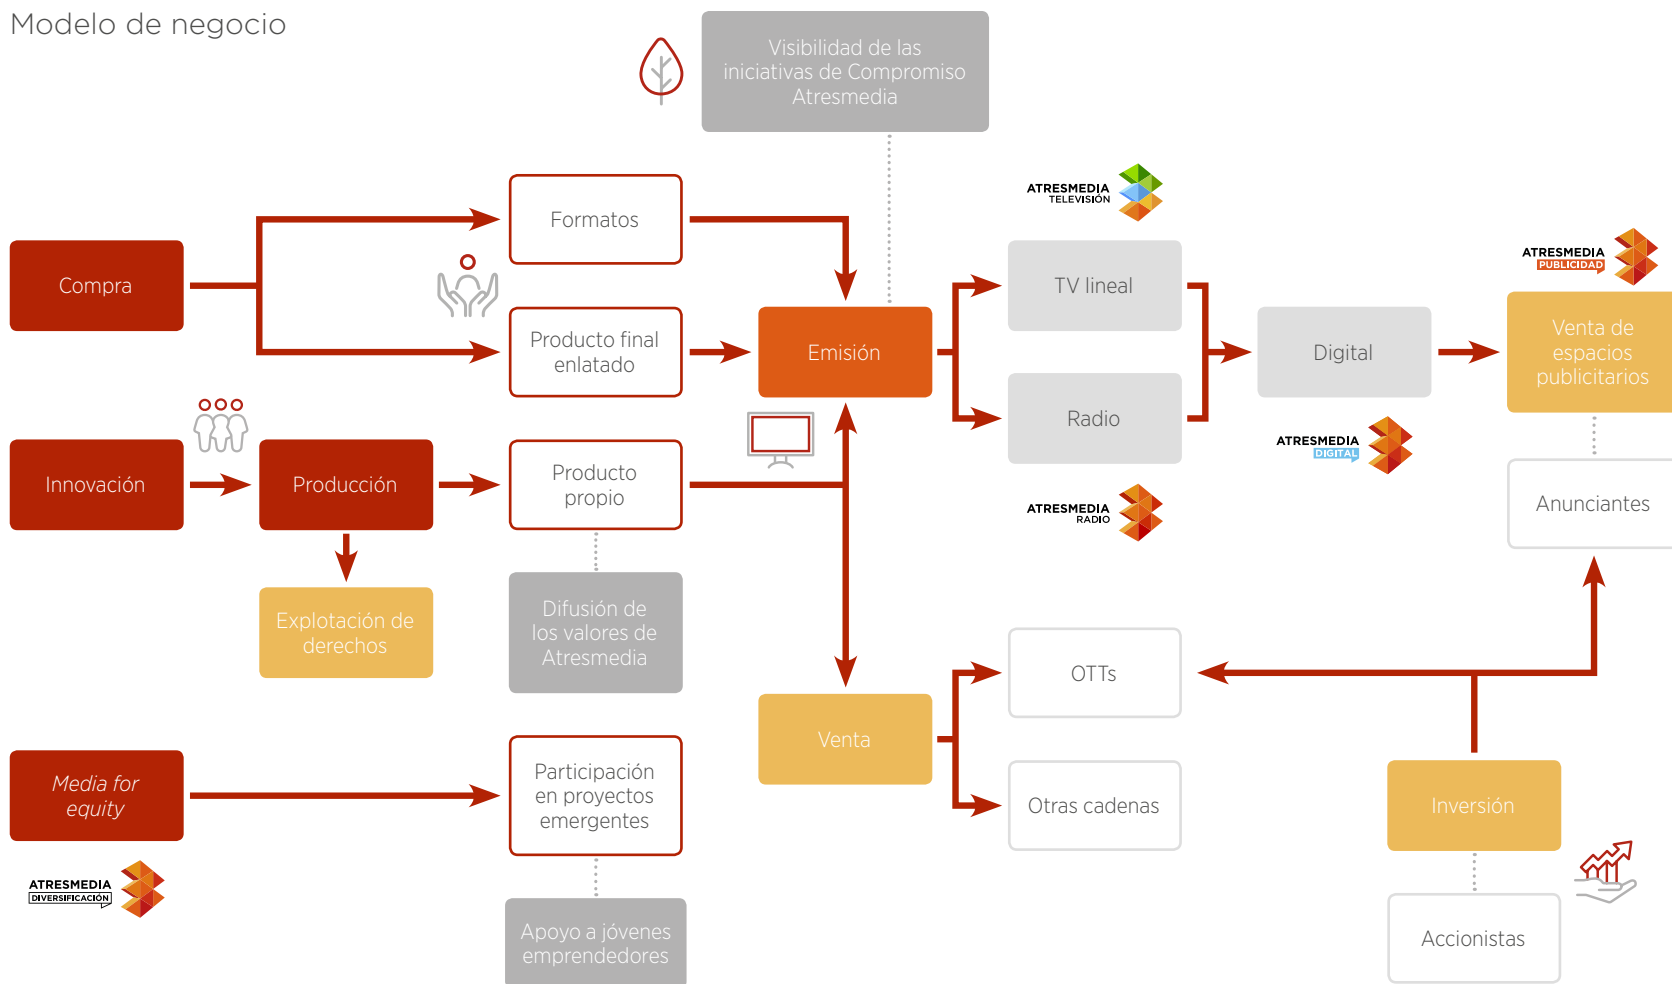 Modelo de negocio
Visibilidad de las
iniciativas de Compromiso
Atresmedia
Compra
Formatos
Producto final
enlatado
Emisión
ATRESMEDIA
TELEVISIÓN
TV lineal
Radio
ATRESMEDIA
RADIO
Digital
ATRESMEDIA
DIGITAL
ATRESMEDIA
PUBLICIDAD
Venta de
espacios
publicitarios
Anunciantes
Innovación
Producción
Producto
propio
Explotación de
derechos
Difusión de
los valores de
Atresmedia
Venta
OTTs
Otras cadenas
Media for
equity
ATRESMEDIA
DIVERSIFICACIÓN
Participación
en proyectos
emergentes
Apoyo a jóvenes
emprendedores
Inversión
Accionistas